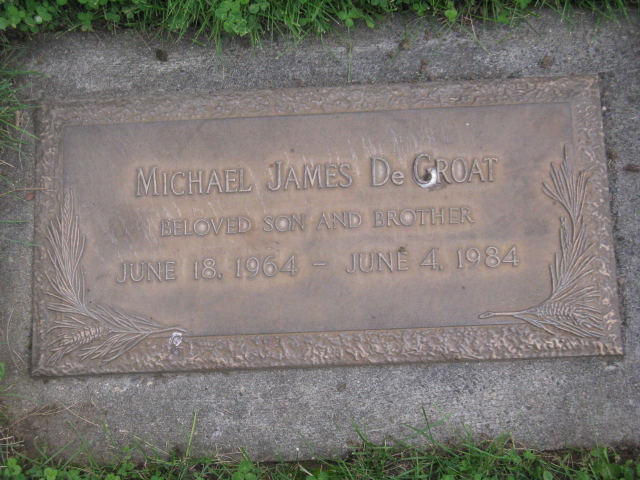 MICHAEL JAMES DE GROAT
BELOVED SON AND BROTHER
JUNE 18, 1964 – JUNE 4, 1984